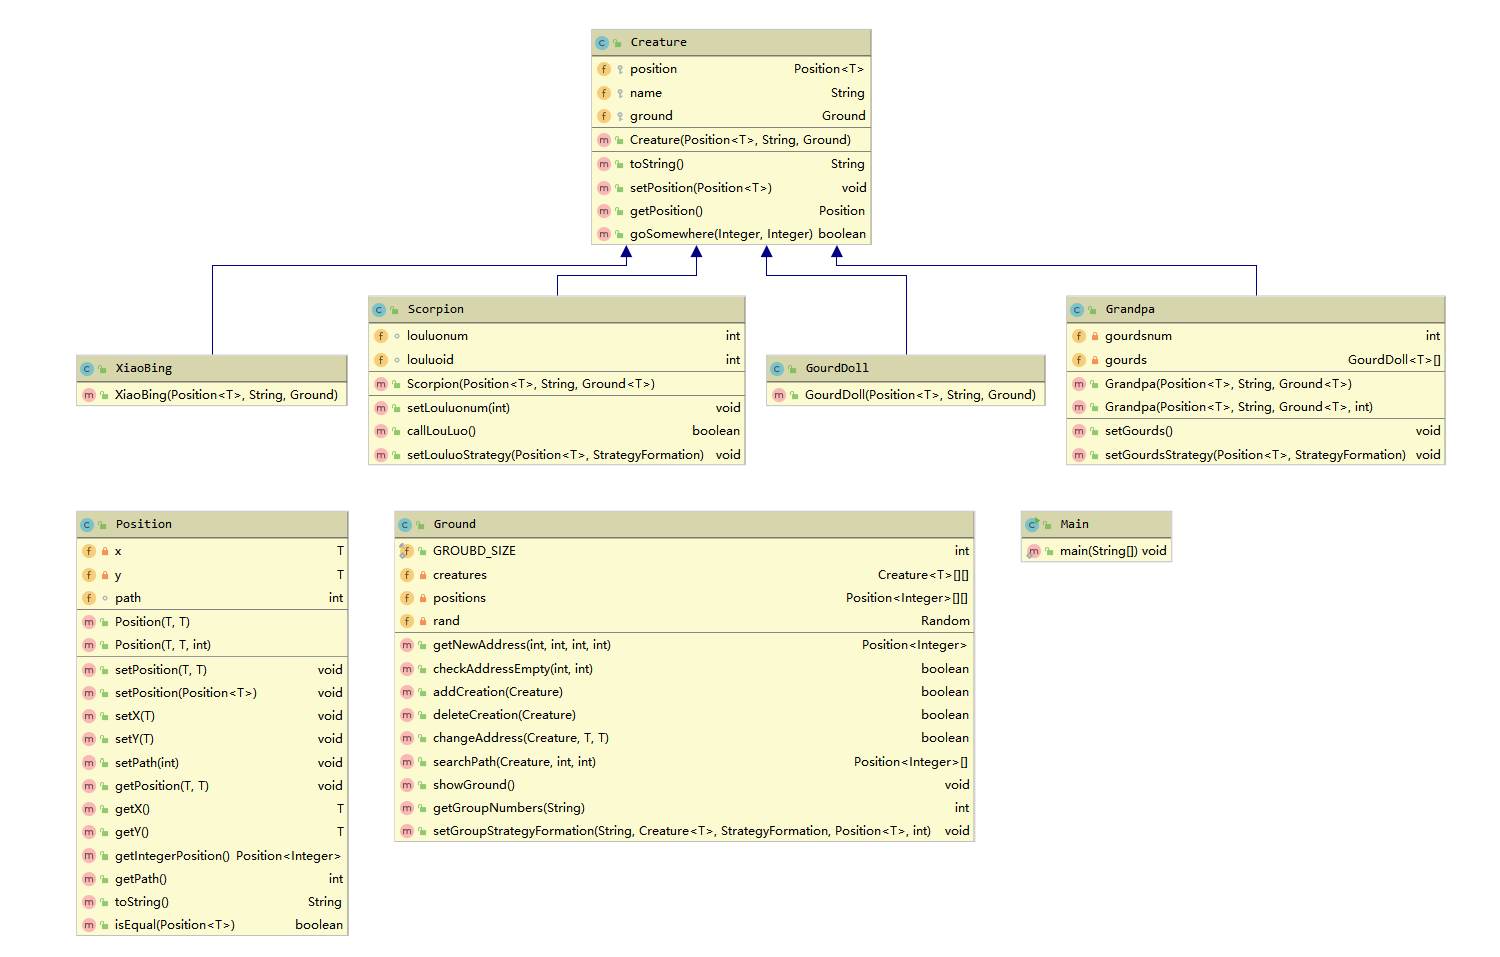 Creature
position Position<T>
name String
ground Ground
Creature(Position<T>, String, Ground)
toString() String
setPosition(Position<T>) void
getPosition() Position
goSomewhere(Integer, Integer) boolean
XiaoBing
XiaoBing(Position<T>, String, Ground)
Scorpion
louluonum int
louluoid int
Scorpion(Position<T>, String, Ground<T>)
setLouluonum(int) void
callLouLuo() boolean
setLouluoStrategy(Position<T>, StrategyFormation) void
GourdDoll
GourdDoll(Position<T>, String, Ground)
Grandpa
gourdsnum int
gourds GourdDoll<T>[]
Grandpa(Position<T>, String, Ground<T>)
Grandpa(Position<T>, String, Ground<T>, int)
setGourds() void
setGourdsStrategy(Position<T>, StrategyFormation) void
Position
x T
y T
path int
Position(T, T)
Position(T, T, int)
setPosition(T, T) void
setPosition(Position<T>) void
setX(T) void
setY(T) void
setPath(int) void
getPosition(T, T) void
getX() T
getY() T
getIntegerPosition() Position<Integer>
getPath() int
toString() String
isEqual(Position<T>) boolean
Ground
GROUBD_SIZE int
creatures Creature<T>[][]
positions Position<Integer>[][]
rand Random
getNewAddress(int, int, int, int) Position<Integer>
checkAddressEmpty(int, int) boolean
addCreation(Creature) boolean
deleteCreation(Creature) boolean
changeAddress(Creature, T, T) boolean
searchPath(Creature, int, int) Position<Integer>[]
showGround() void
getGroupNumbers(String) int
setGroupStrategyFormation(String, Creature<T>, StrategyFormation, Position<T>, int) void
Main
main(String[]) void